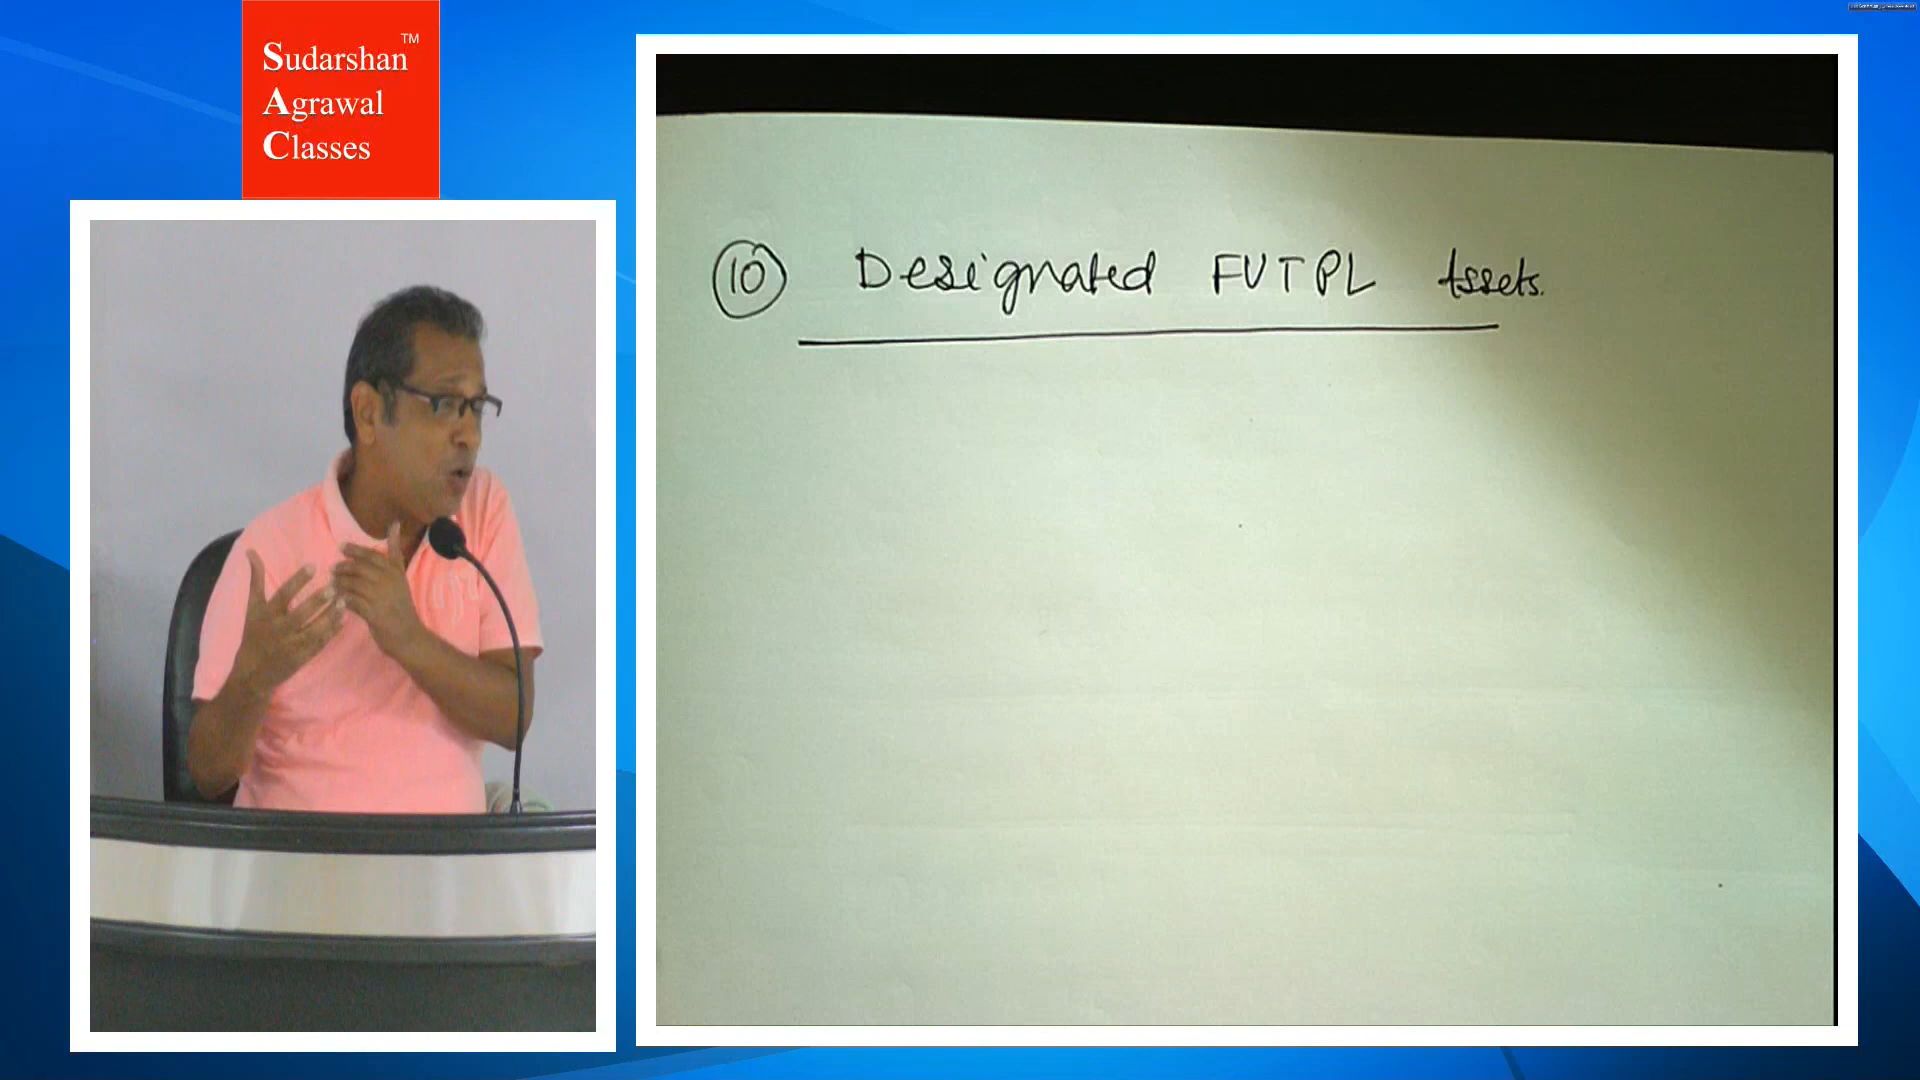 Sudarshan™
Agrawal
Classes
10 Designated FVTPL Assets.